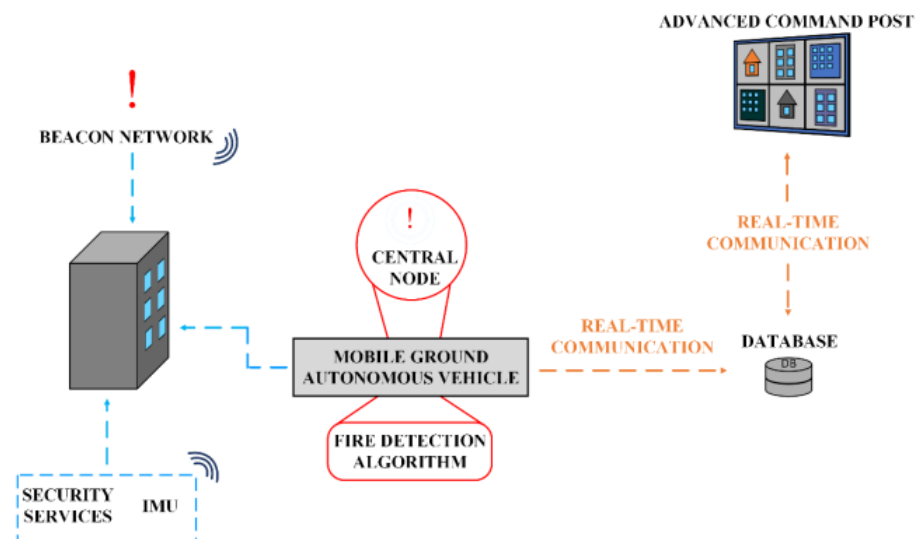 ADVANCED COMMAND POST
!
BEACON NETWORK
!
CENTRAL
NODE
REAL-TIME
COMMUNICATION
REAL-TIME
COMMUNICATION
MOBILE GROUND
AUTONOMOUS VEHICLE
DATABASE
DB
FIRE DETECTION
ALGORITHM
SECURITY
SERVICES
IMU